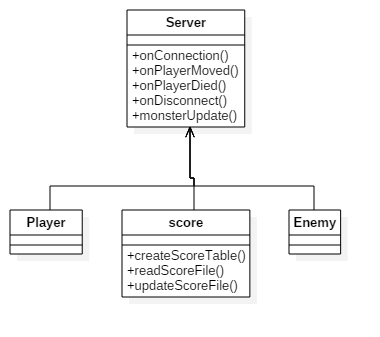 Server
+onConnection()
+onPlayerMoved()
+onPlayerDied()
+onDisconnect()
+monsterUpdate()
Player
score
Enemy
+createScoreTable()
+readScoreFile()
+updateScoreFile()